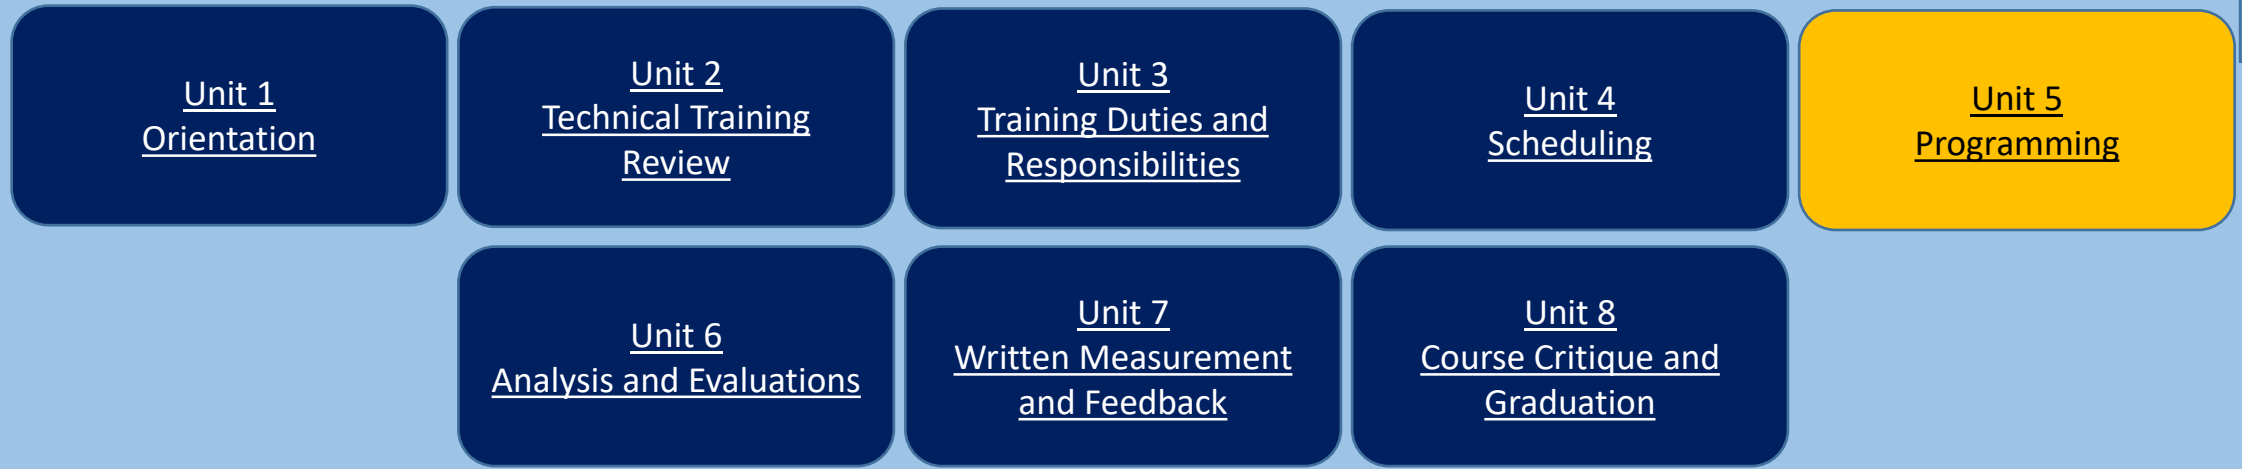 Unit 1
Orientation
Unit 2
Technical Training
Review
Unit 3
Training Duties and
Responsibilities
Unit 4
Scheduling
Unit 5
Programming
Unit 6
Analysis and Evaluations
Unit 7
Written Measurement
and Feedback
Unit 8
Course Critique and
Graduation